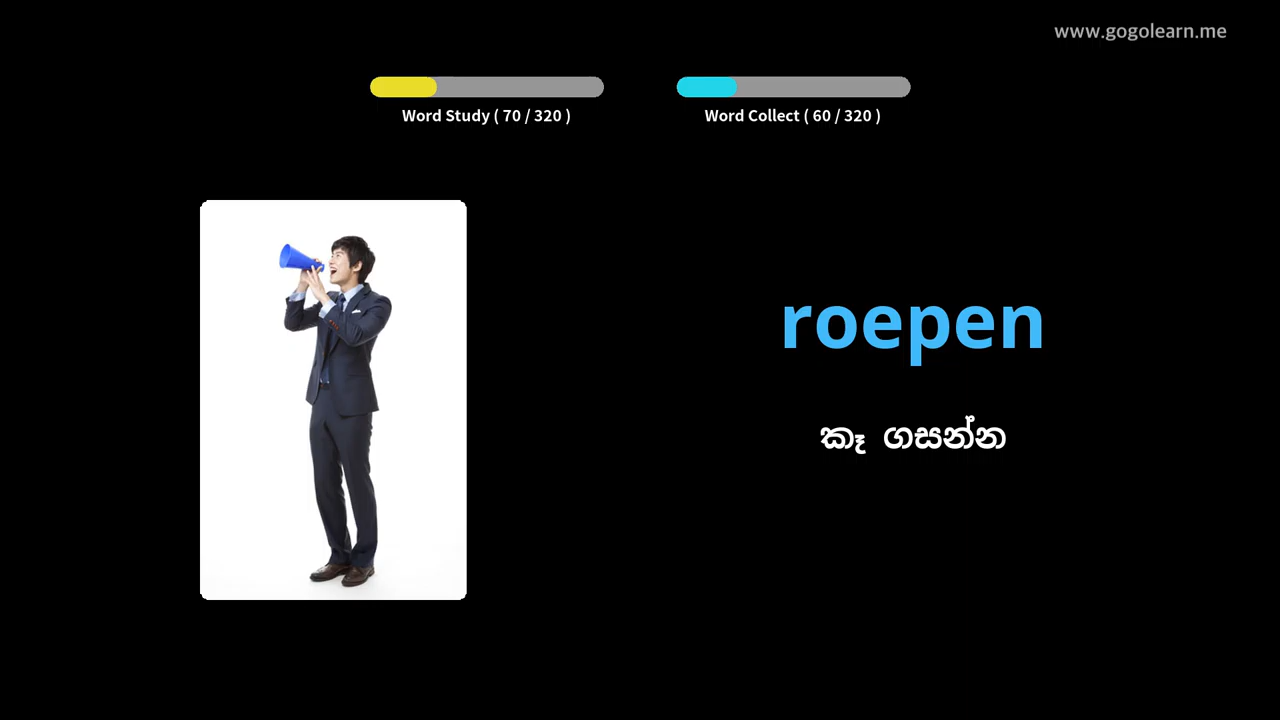 www.gogolearn.me
Word Study ( 70 / 320 )
Word Collect ( 60 / 320 )
roepen
කෑ ගසන්න